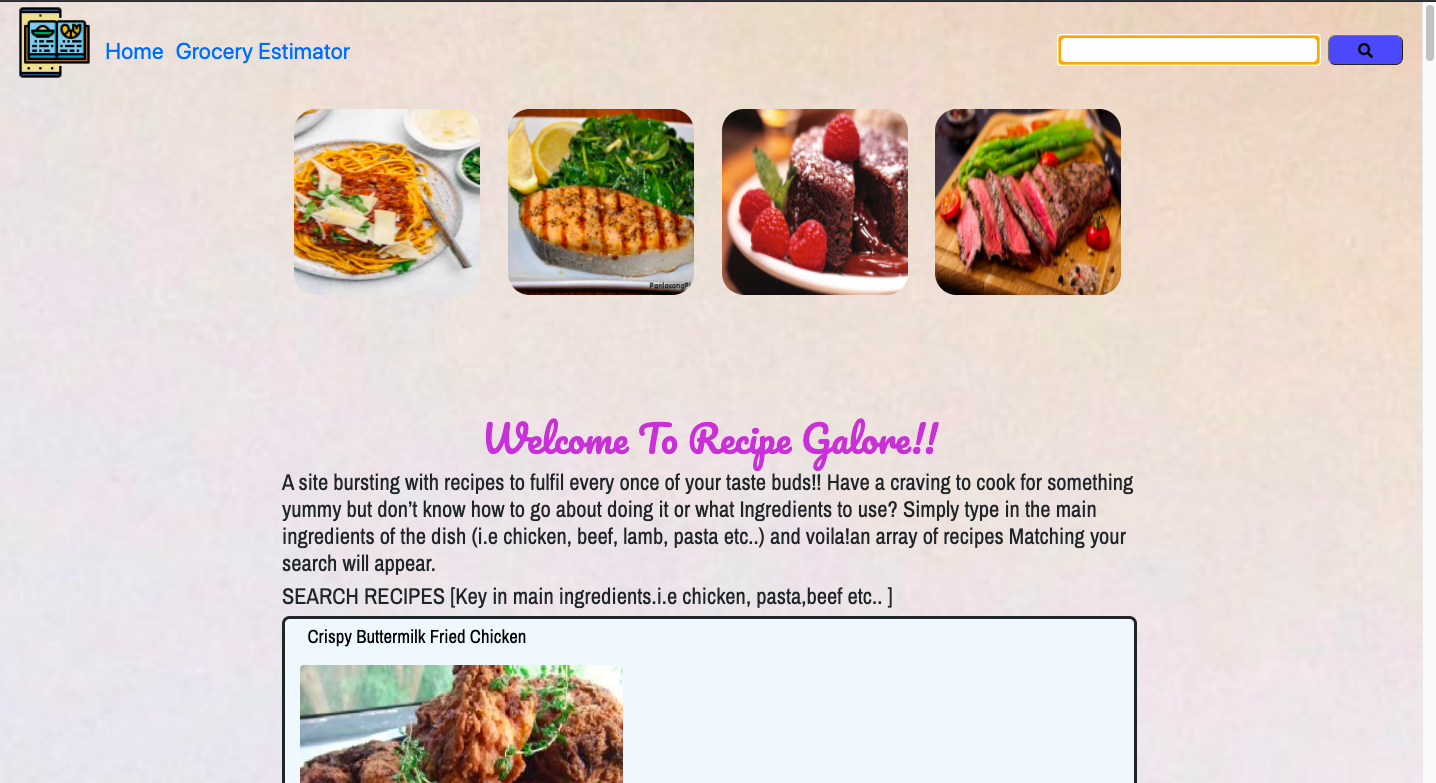 Home Grocery Estimator
Welcome To Recipe Galore!!
A site bursting with recipes to fulfil every once of your taste buds!! Have a craving to cook for something
yummy but don’t know how to go about doing it or what Ingredients to use? Simply type in the main
ingredients of the dish (i.e chicken, beef, lamb, pasta etc..) and voila!an array of recipes Matching your
search will appear.
SEARCH RECIPES [Key in main ingredients.i.e chicken, pasta,beef etc.. ]
Crispy Buttermilk Fried Chicken